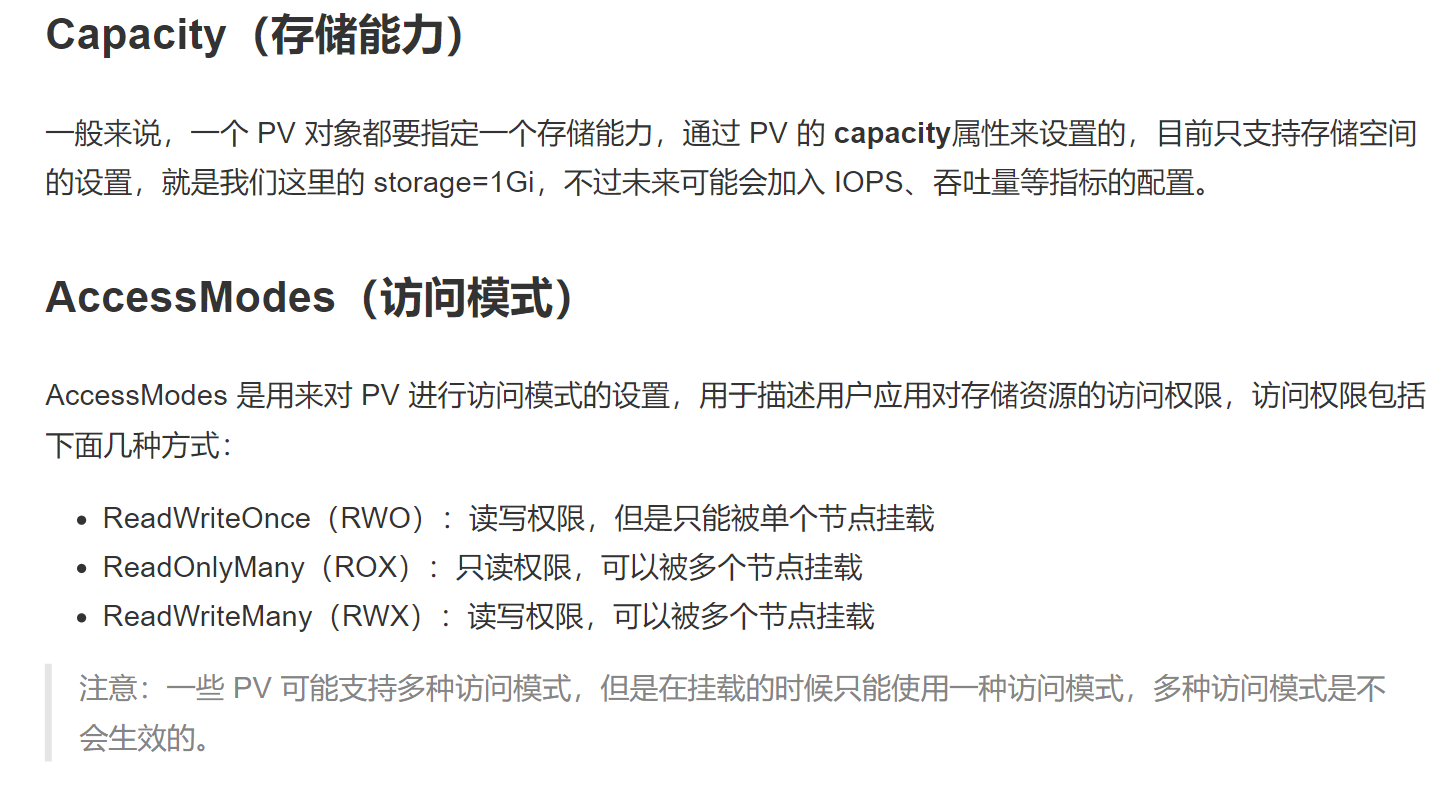 Capacity（存储能力）
一般来说，一个 PV 对象都要指定一个存储能力，通过 PV 的 capacity属性来设置的，目前只支持存储空间
的设置，就是我们这里的 storage=1Gi，不过未来可能会加入 IOPS、吞吐量等指标的配置。
AccessModes（访问模式）
AccessModes 是用来对 PV 进行访问模式的设置，用于描述用户应用对存储资源的访问权限，访问权限包括
下面几种方式：
• ReadWriteOnce（RWO）：读写权限，但是只能被单个节点挂载
• ReadOnlyMany（ROX）：只读权限，可以被多个节点挂载
• ReadWriteMany（RWX）：读写权限，可以被多个节点挂载
注意：一些 PV 可能支持多种访问模式，但是在挂载的时候只能使用一种访问模式，多种访问模式是不
会生效的。